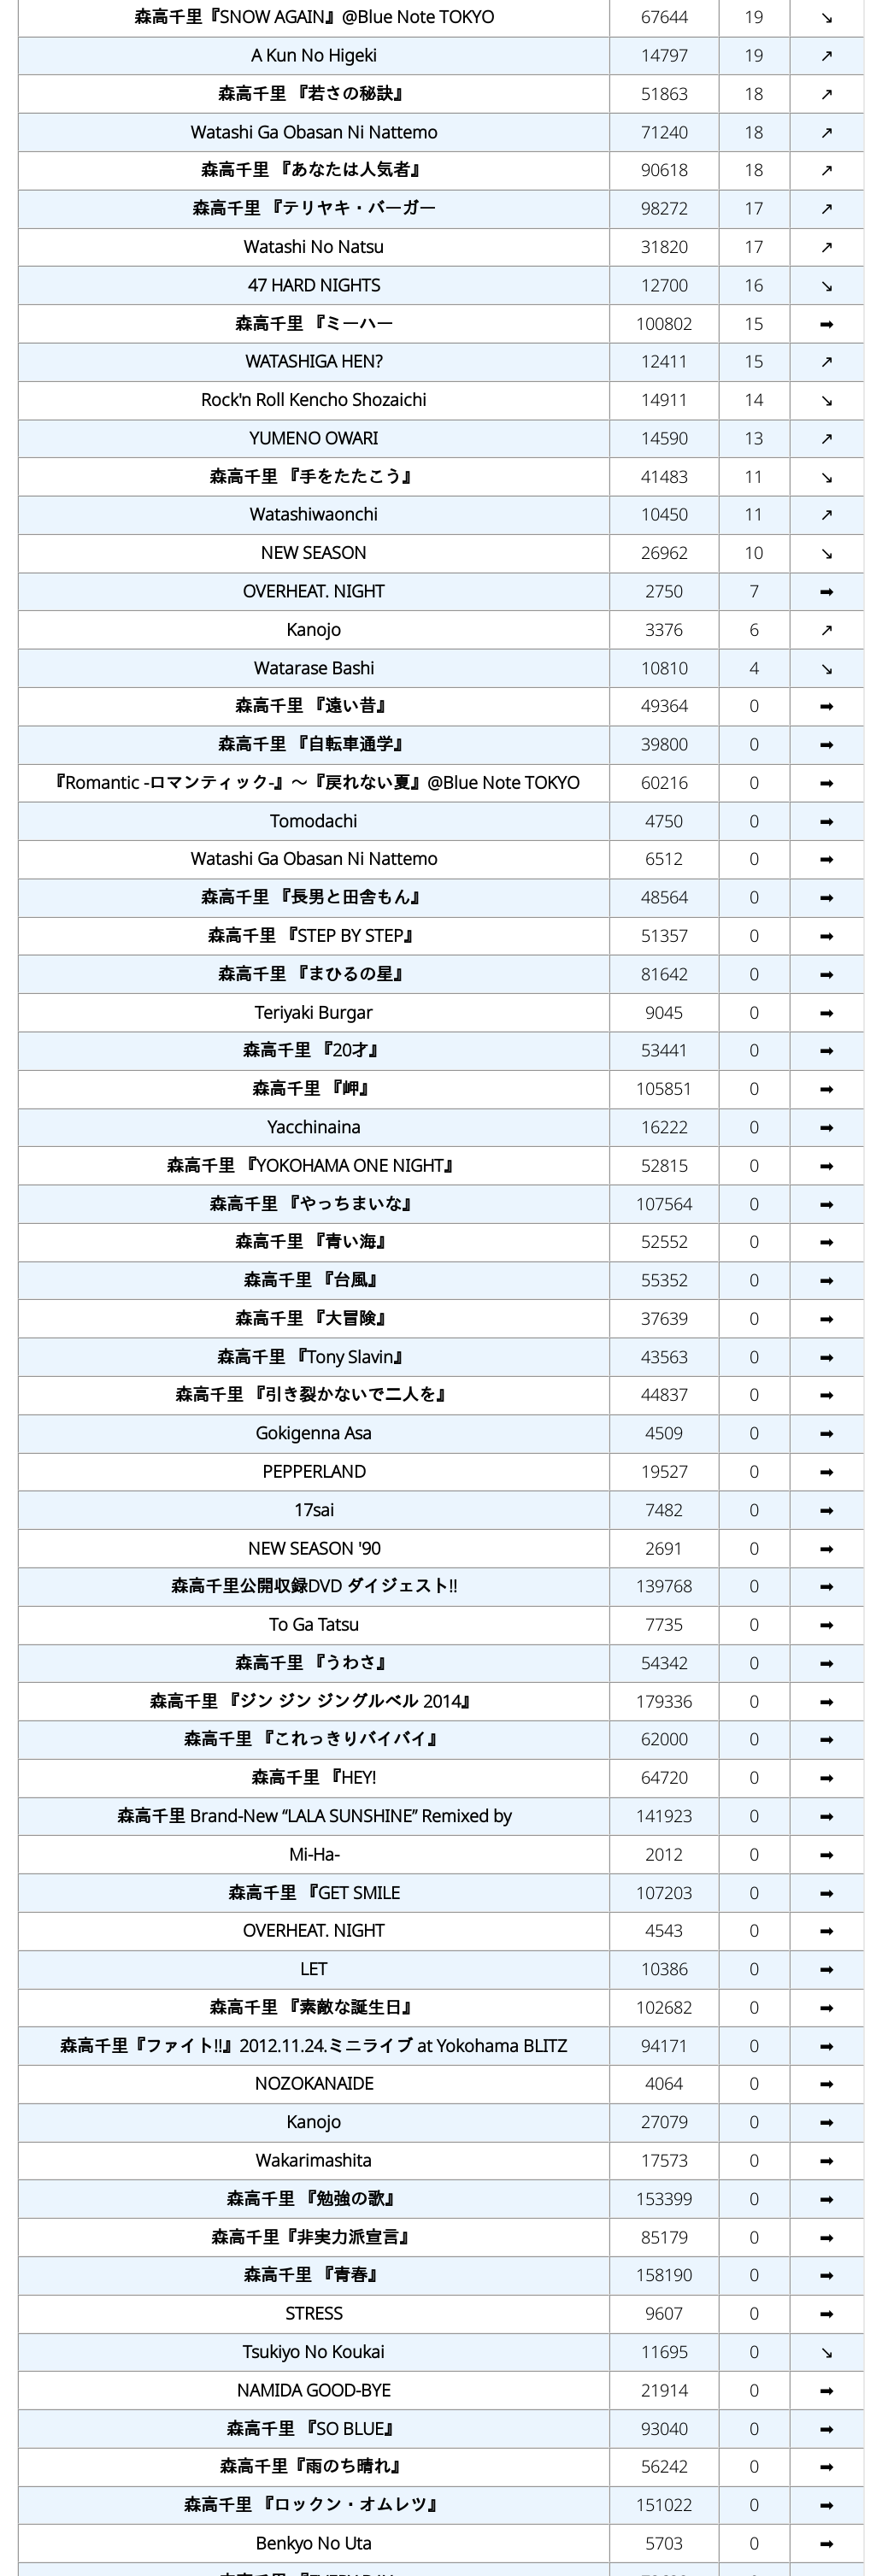 森高千里『SNOW AGAIN』@Blue Note TOKYO 67644 19 ↘
A Kun No Higeki 14797 19 ↗
森高千里 『若さの秘訣』 51863 18 ↗
Watashi Ga Obasan Ni Nattemo 71240 18 ↗
森高千里 『あなたは人気者』 90618 18 ↗
森高千里 『テリヤキ・バーガー 98272 17 ↗
Watashi No Natsu 31820 17 ↗
47 HARD NIGHTS 12700 16 ↘
森高千里 『ミーハー 100802 15 ➡
WATASHIGA HEN? 12411 15 ↗
Rock'n Roll Kencho Shozaichi 14911 14 ↘
YUMENO OWARI 14590 13 ↗
森高千里 『手をたたこう』 41483 11 ↘
Watashiwaonchi 10450 11 ↗
NEW SEASON 26962 10 ↘
OVERHEAT. NIGHT 2750 7 ➡
Kanojo 3376 6 ↗
Watarase Bashi 10810 4 ↘
森高千里 『遠い昔』 49364 0 ➡
森高千里 『自転車通学』 39800 0 ➡
『Romantic -ロマンティック-』～『戻れない夏』@Blue Note TOKYO 60216 0 ➡
Tomodachi 4750 0 ➡
Watashi Ga Obasan Ni Nattemo 6512 0 ➡
森高千里 『長男と田舎もん』 48564 0 ➡
森高千里 『STEP BY STEP』 51357 0 ➡
森高千里 『まひるの星』 81642 0 ➡
Teriyaki Burgar 9045 0 ➡
森高千里 『20才』 53441 0 ➡
森高千里 『岬』 105851 0 ➡
Yacchinaina 16222 0 ➡
森高千里 『YOKOHAMA ONE NIGHT』 52815 0 ➡
森高千里 『やっちまいな』 107564 0 ➡
森高千里 『青い海』 52552 0 ➡
森高千里 『台風』 55352 0 ➡
森高千里 『大冒険』 37639 0 ➡
森高千里 『Tony Slavin』 43563 0 ➡
森高千里 『引き裂かないで二人を』 44837 0 ➡
Gokigenna Asa 4509 0 ➡
PEPPERLAND 19527 0 ➡
17sai 7482 0 ➡
NEW SEASON '90 2691 0 ➡
森高千里公開収録DVD ダイジェスト!! 139768 0 ➡
To Ga Tatsu 7735 0 ➡
森高千里 『うわさ』 54342 0 ➡
森高千里 『ジン ジン ジングルベル 2014』 179336 0 ➡
森高千里 『これっきりバイバイ』 62000 0 ➡
森高千里 『HEY! 64720 0 ➡
森高千里 Brand-New “LALA SUNSHINE” Remixed by 141923 0 ➡
Mi-Ha- 2012 0 ➡
森高千里 『GET SMILE 107203 0 ➡
OVERHEAT. NIGHT 4543 0 ➡
LET 10386 0 ➡
森高千里 『素敵な誕生日』 102682 0 ➡
森高千里『ファイト!!』2012.11.24.ミニライブ at Yokohama BLITZ 94171 0 ➡
NOZOKANAIDE 4064 0 ➡
Kanojo 27079 0 ➡
Wakarimashita 17573 0 ➡
森高千里 『勉強の歌』 153399 0 ➡
森高千里『非実力派宣言』 85179 0 ➡
森高千里 『青春』 158190 0 ➡
STRESS 9607 0 ➡
Tsukiyo No Koukai 11695 0 ↘
NAMIDA GOOD-BYE 21914 0 ➡
森高千里 『SO BLUE』 93040 0 ➡
森高千里『雨のち晴れ』 56242 0 ➡
森高千里 『ロックン・オムレツ』 151022 0 ➡
Benkyo No Uta 5703 0 ➡